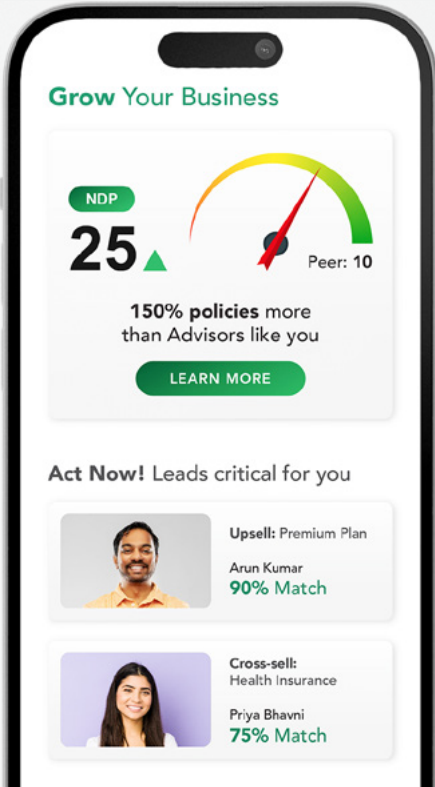 Grow Your Business
NDP
25
Peer: 10
150% policies more
than Advisors like you
LEARN MORE
Act Now! Leads critical for you
Upsell: Premium Plan
Arun Kumar
90% Match
Cross-sell:
Health Insurance
Priya Bhavni
75% Match